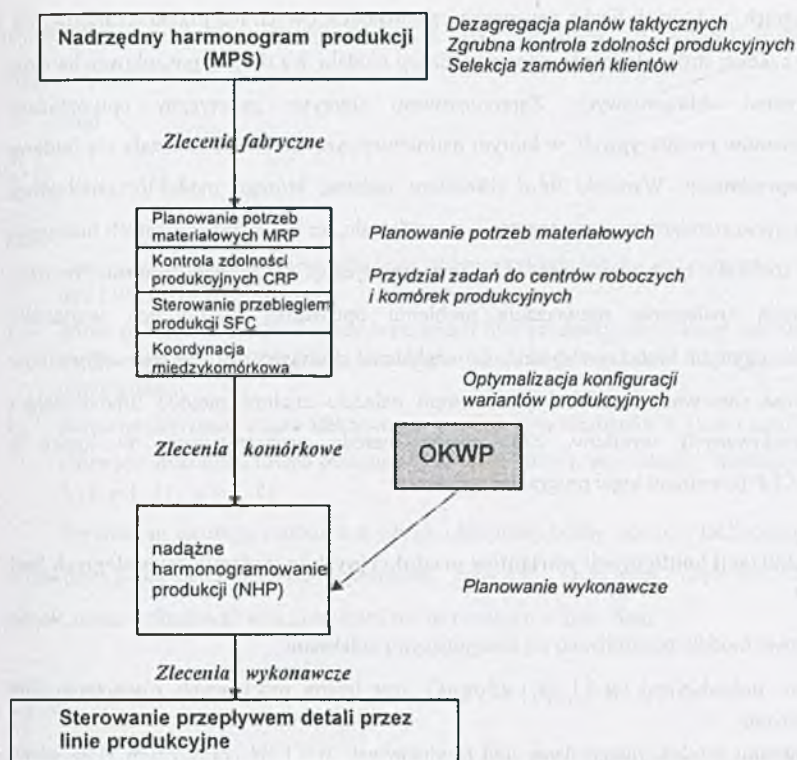 Nadrzędny harmonogram produkcji
(MPS)
Dezagregacja planów taktycznych
Zgrubna kontrola zdolności produkcyjnych
Selekcja zamówień klientów
Zlecenia fabryczne
Planowanie potrzeb
materiałowych MRP
Kontrola zdolności
produkcyjnych CRP
Sterowanie przebiegiem
produkcji SFC
Koordynacja
międzykomórkowa
Planowanie potrzeb materiałowych
Przydział zadań do centrów roboczych
i komórek produkcyjnych
Optymalizacja konfiguracji
wariantów produkcyjnych
Zlecenia komórkowe
OKWP
nadążne
harmonogramowanie
produkcji (NHP)
Planowanie wykonawcze
Zlecenia wykonawcze
Sterowanie przepływem detali przez
linie produkcyjne